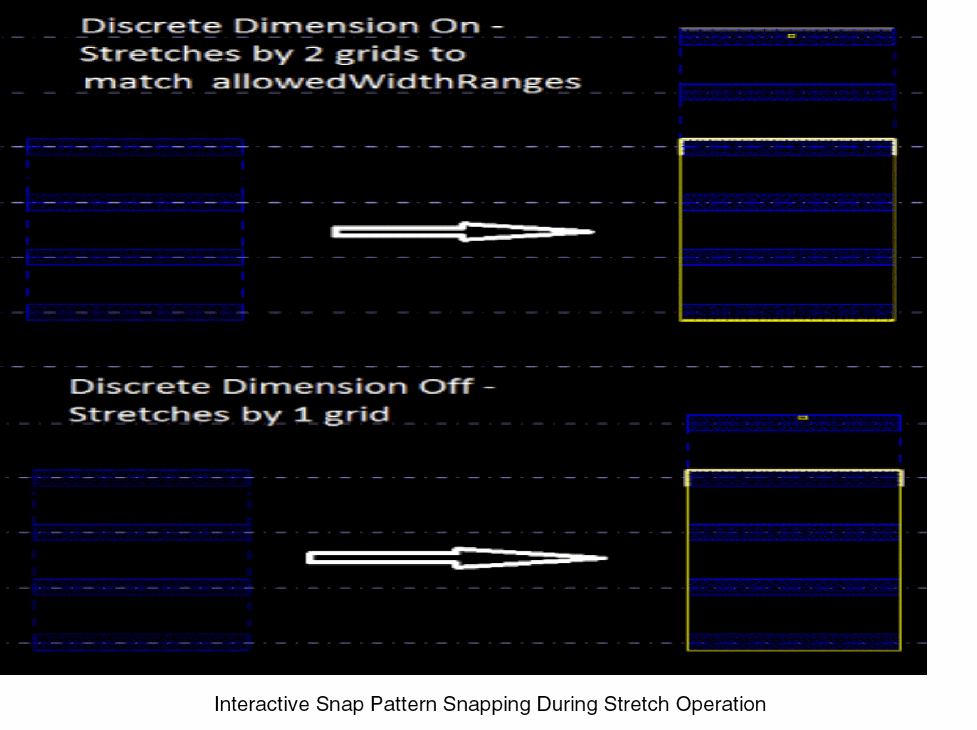 Discrete Dimension On -
Stretches by 2 grids to
match allowedWidthRanges
Discrete Dimension Off -
Stretches by 1 grid
Interactive Snap Pattern Snapping During Stretch Operation